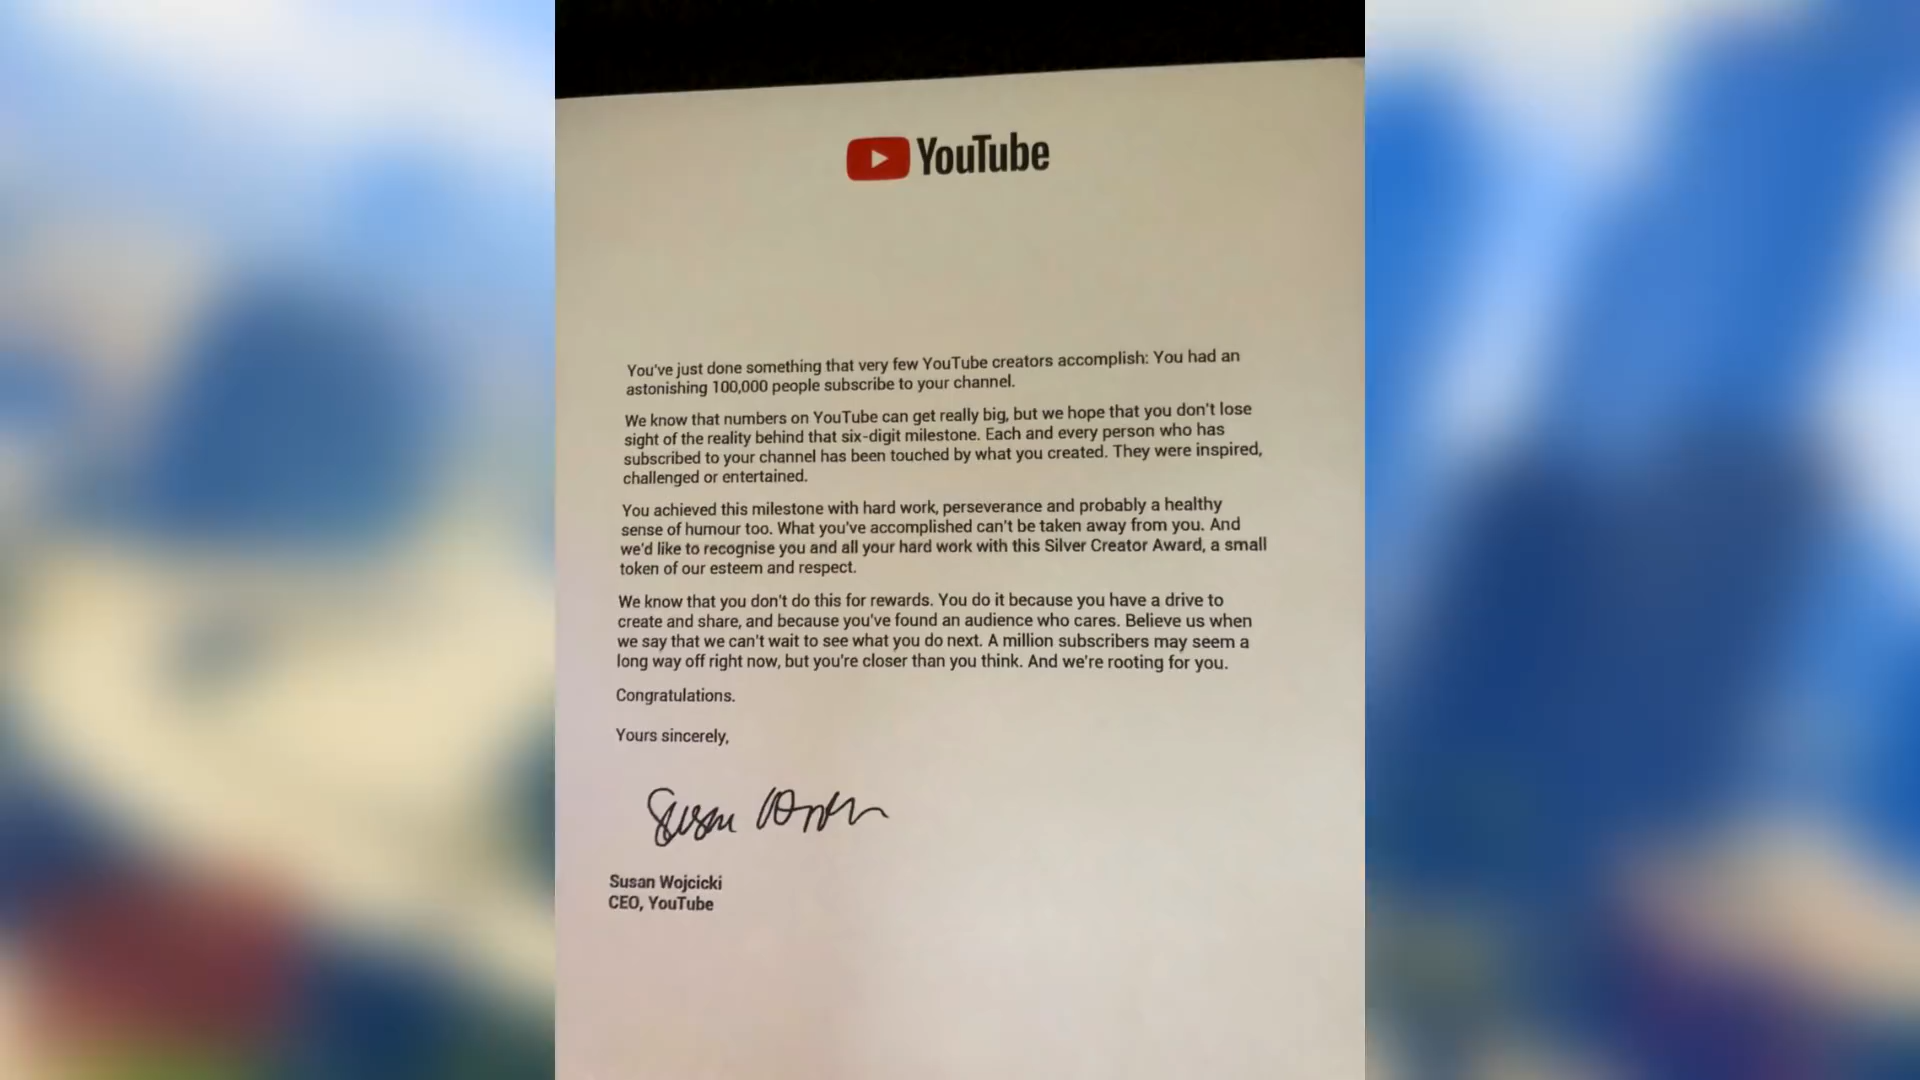 YouTube
You've just done something that very few YouTube creators accomplish: You had an
astonishing 100,000 people subscribe to your channel.
We know that numbers on YouTube can get really big, but we hope that you don't lose
sight of the reality behind that six-digit milestone. Each and every person who has
subscribed to your channel has been touched by what you created. They were inspired,
challenged or entertained.
You achieved this milestone with hard work, perseverance and probably a healthy
sense of humour too. What you've accomplished can't be taken away from you. And
we'd like to recognise you and all your hard work with this Silver Creator Award, a small
token of our esteem and respect.
We know that you don't do this for rewards. You do it because you have a drive to
create and share, and because you've found an audience who cares. Believe us when
we say that we can't wait to see what you do next. A million subscribers may seem a
long way off right now, but you're closer than you think. And we're rooting for you.
Congratulations.
Yours sincerely,
Susan
Susan Wojcicki
CEO, YouTube